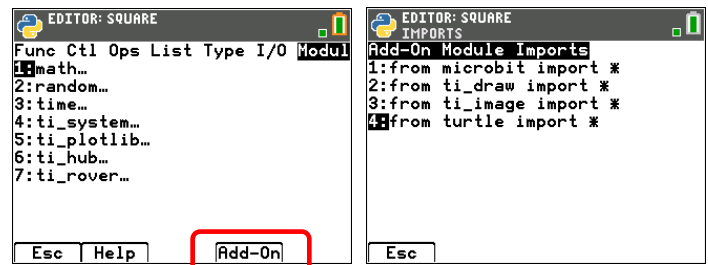 EDITOR: SQUARE
Func Ctl Ops List Type I/O Modul
1:math…
2:random…
3:time…
4:ti_system…
5:ti_plotlib…
6:ti_hub…
7:ti_rover…
Esc Help Add-On
EDITOR: SQUARE
IMPORTS
Add-On Module Imports
1:from microbit import *
2:from ti_draw import *
3:from ti_image import *
4:from turtle import *
Esc